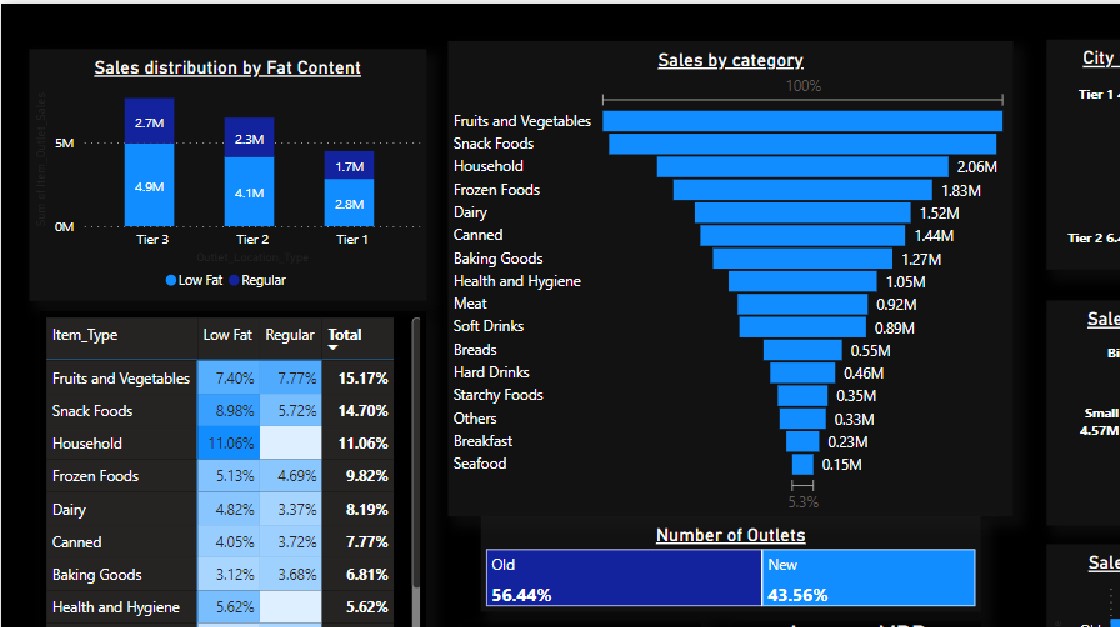 Sales distribution by Fat Content
Sum of Item_Outlet_Sales
5M
0M
2.7M
4.9M
2.3M
4.1M
1.7M
2.8M
Tier 3
Tier 2
Tier 1
Outlet_Location_Type
Low Fat Regular
Item_Type Low Fat Regular Total
Fruits and Vegetables 7.40% 7.77% 15.17%
Snack Foods 8.98% 5.72% 14.70%
Household 11.06% 11.06%
Frozen Foods 5.13% 4.69% 9.82%
Dairy 4.82% 3.37% 8.19%
Canned 4.05% 3.72% 7.77%
Baking Goods 3.12% 3.68% 6.81%
Health and Hygiene 5.62% 5.62%
Sales by category
100%
Fruits and Vegetables
Snack Foods
Household 2.06M
Frozen Foods 1.83M
Dairy 1.52M
Canned 1.44M
Baking Goods 1.27M
Health and Hygiene 1.05M
Meat 0.92M
Soft Drinks 0.89M
Breads 0.55M
Hard Drinks 0.46M
Starchy Foods 0.35M
Others 0.33M
Breakfast 0.23M
Seafood 0.15M
5.3%
Number of Outlets
Old New
56.44% 43.56%
City
Tier 1
Tier 2 6.
Sale
Bi
Small
4.57M
Sale